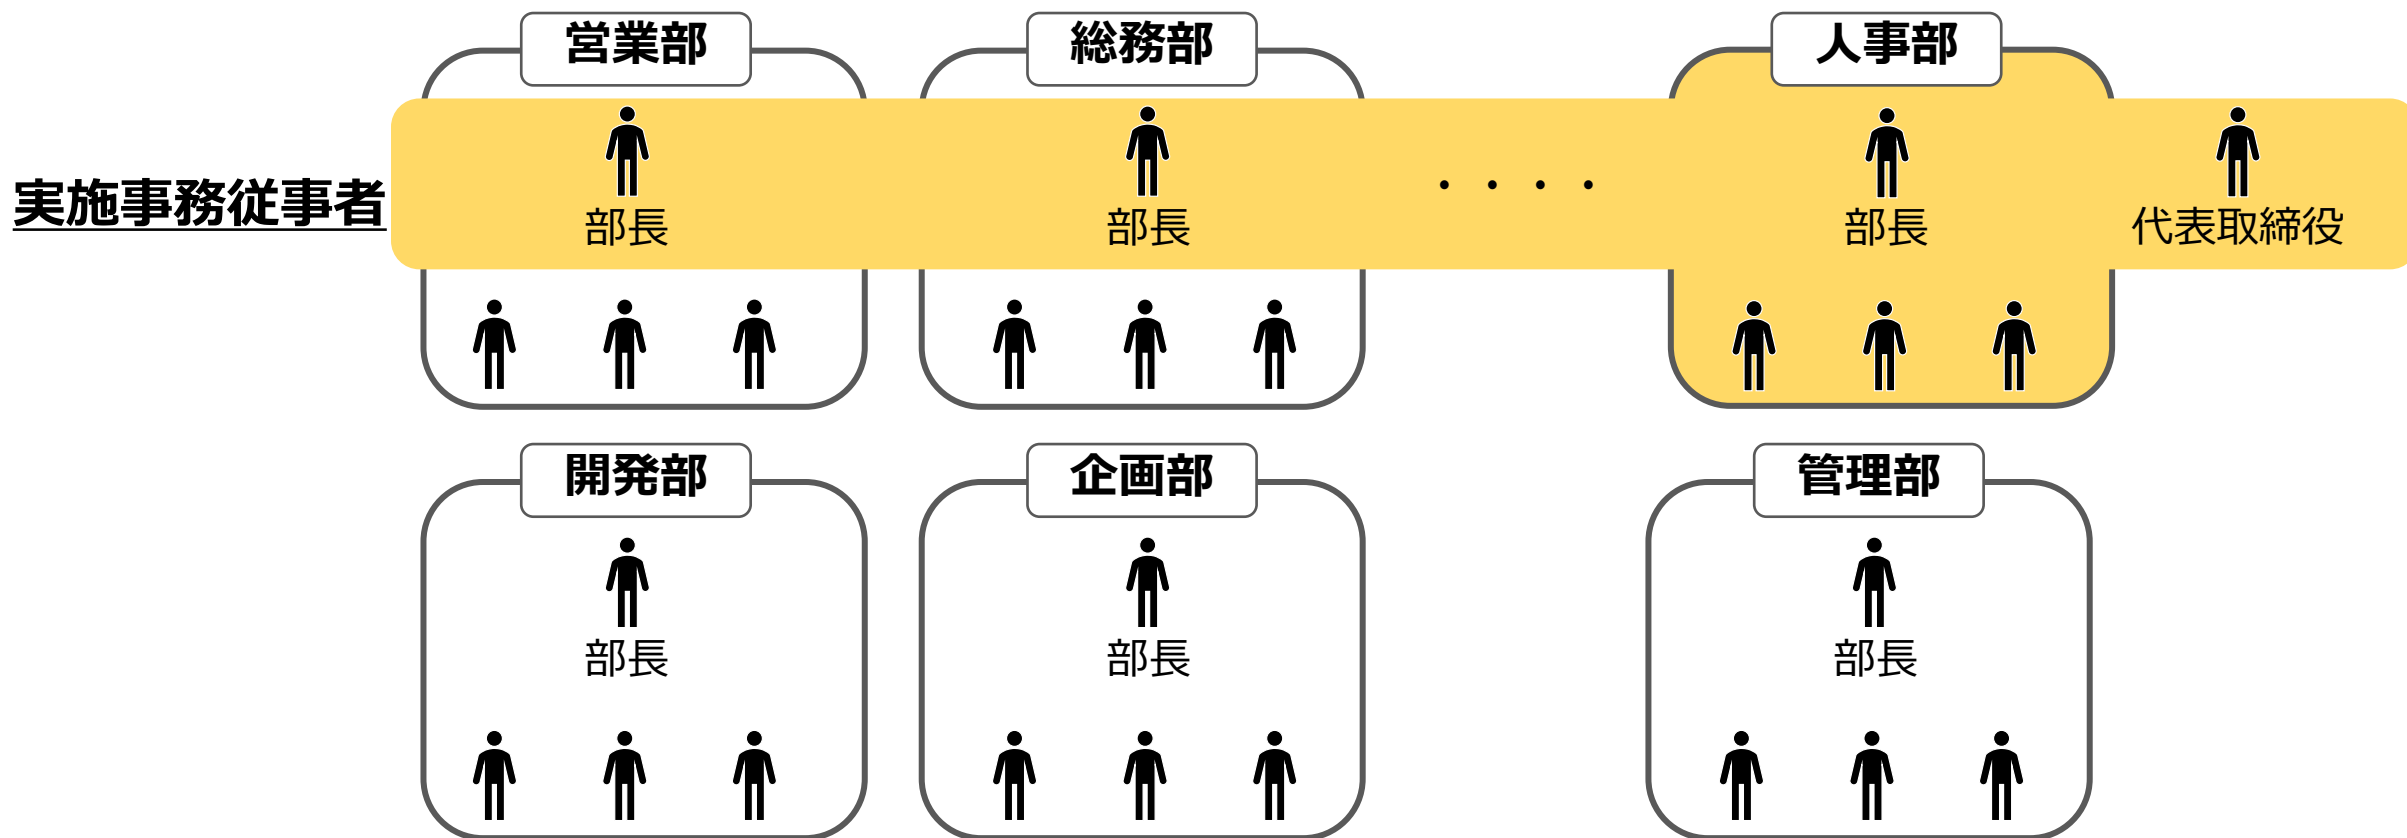 営業部
総務部
人事部
実施事務従事者
部長
部長
・・・・
部長
代表取締役
開発部
企画部
管理部
部長
部長
部長